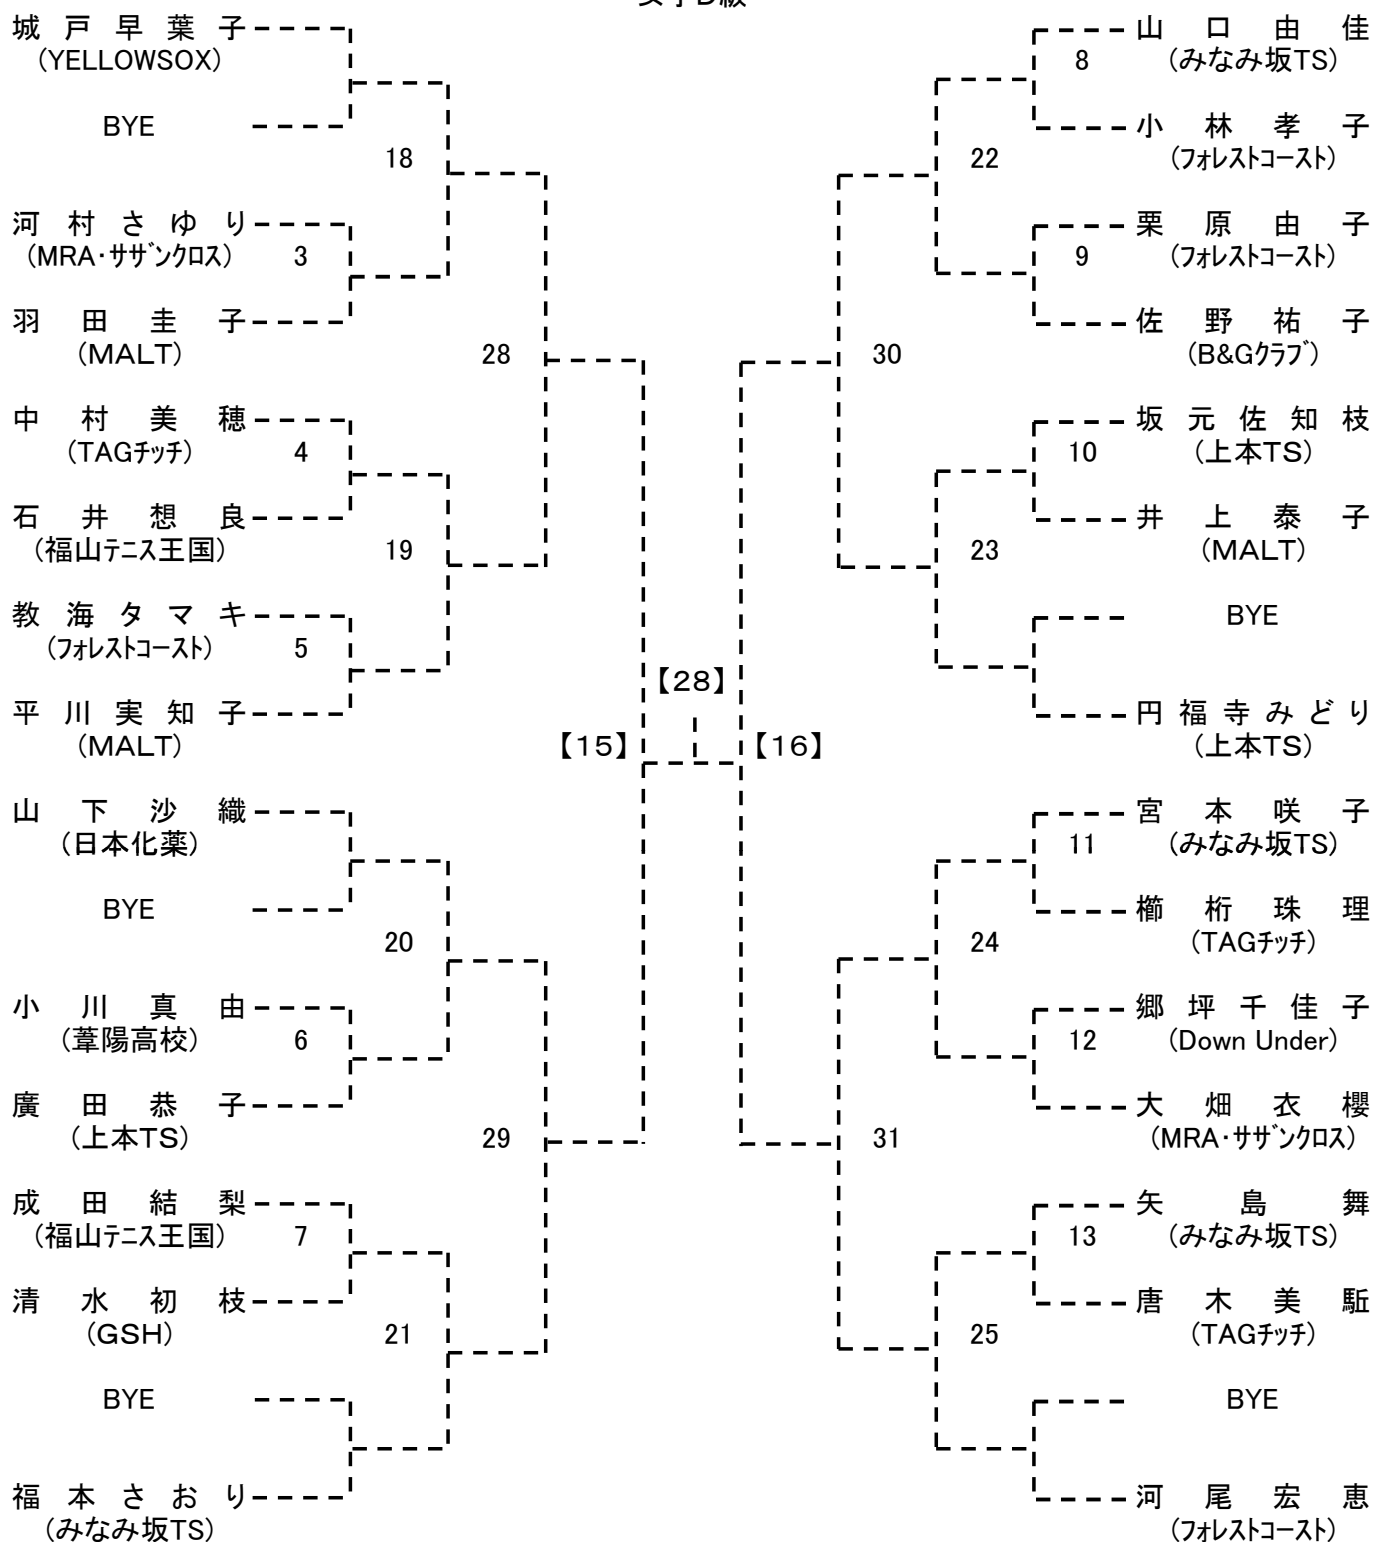 城戸早葉子
(YELLOWSOX)
BYE
18
河村さゆり
(MRA・サザンクロス)
3
羽田圭子
(MALT)
28
中村美穂
(TAGチッチ)
4
石井想良
(福山テニス王国)
19
教海タマキ
(フォレストコースト)
5
平川実知子
(MALT)
【15】
山下沙織
(日本化薬)
BYE
20
小川真由
(葦陽高校)
6
廣田恭子
(上本TS)
29
成田結梨
(福山テニス王国)
7
清水初枝
(GSH)
21
BYE
福本さおり
(みなみ坂TS)
【28】
山口由佳
(みなみ坂TS)
8
小林孝子
(フォレストコースト)
22
栗原由子
(フォレストコースト)
9
佐野祐子
(B&Gクラブ)
30
坂元佐知枝
(上本TS)
10
井上泰子
(MALT)
23
BYE
円福寺みどり
(上本TS)
【16】
宮本咲子
(みなみ坂TS)
11
櫛桁珠理
(TAGチッチ)
24
郷坪千佳子
(Down Under)
12
大畑衣櫻
(MRA・サザンクロス)
31
矢島舞
(みなみ坂TS)
13
唐木美駈
(TAGチッチ)
25
BYE
河尾宏恵
(フォレストコースト)